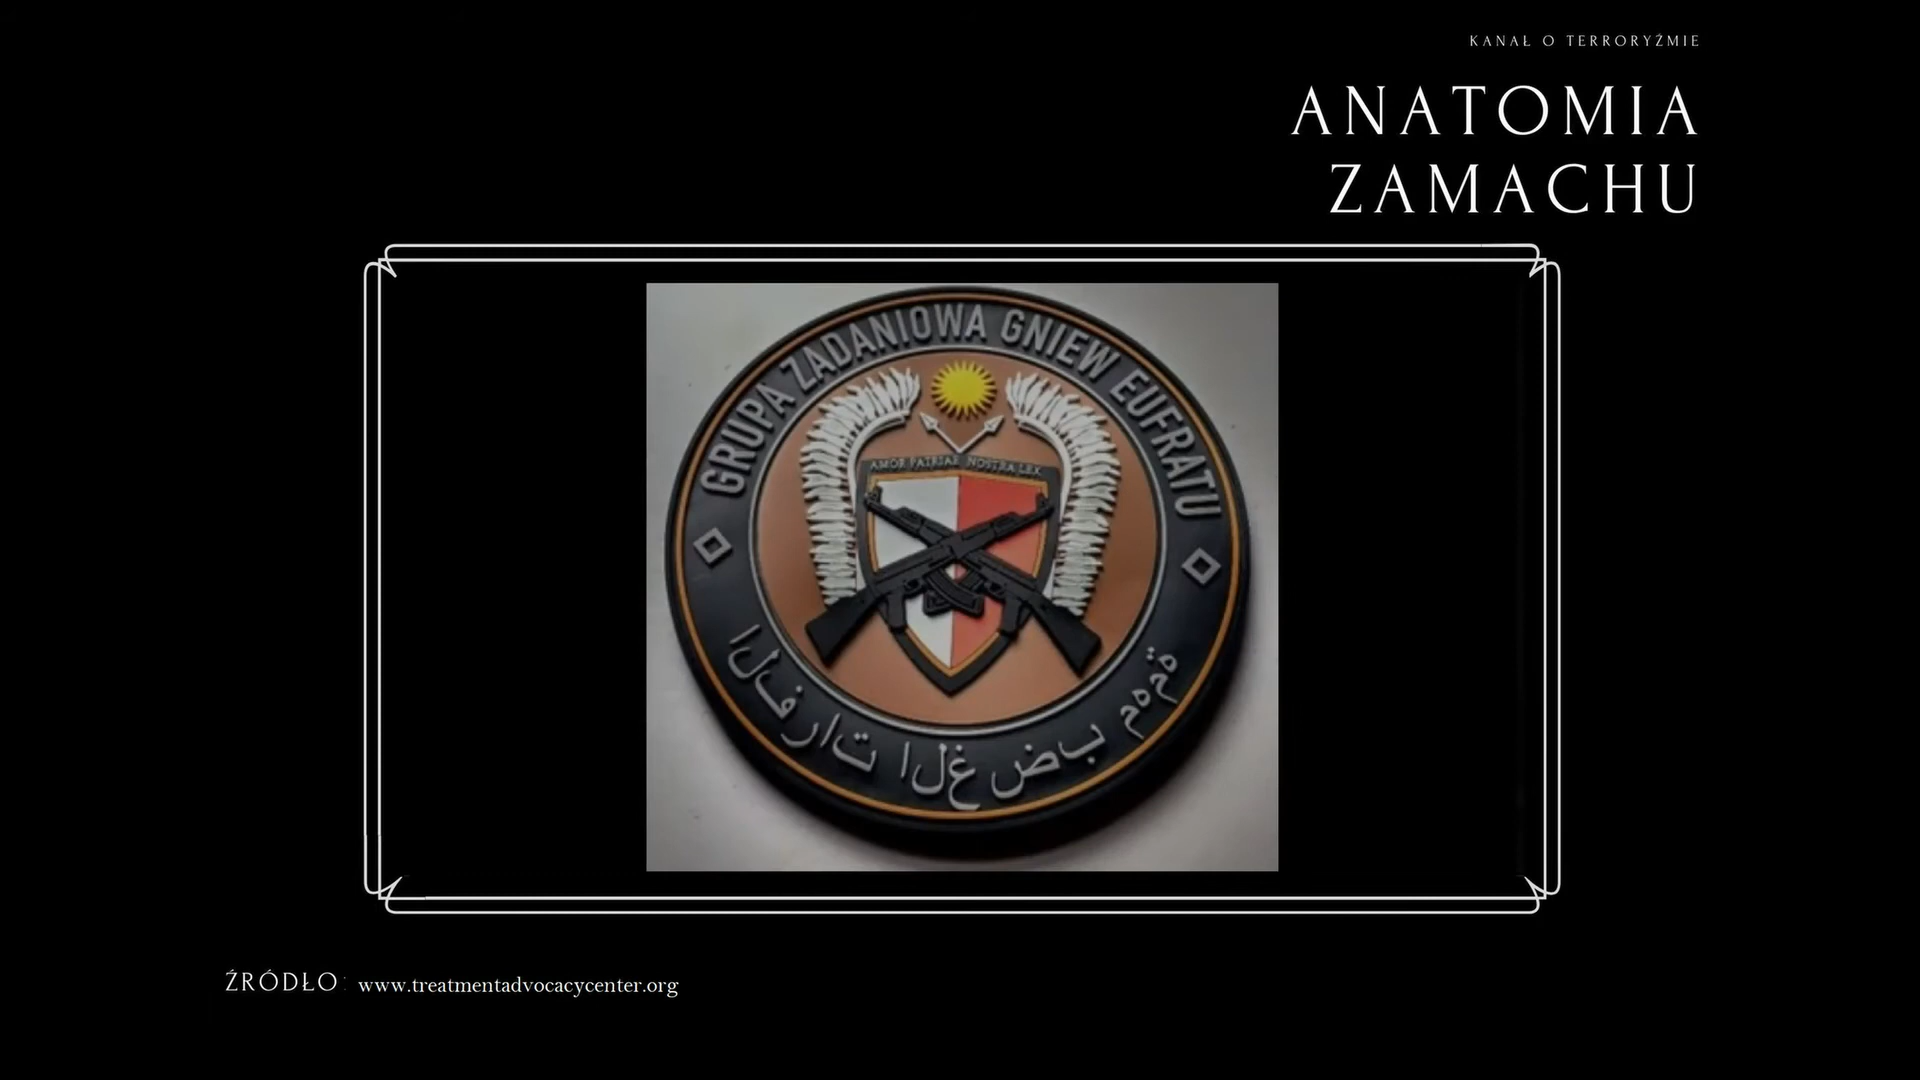 KANAŁ O TERRORYŹMIE
ANATOMIA
ZAMACHU
GRUPA ZADANIOWA GNIEW EUFRATU
AMOR PATRIAE NOSTRA LEX
ا ل ف ر ا ت ا ل غ ض ب م ه م ة
ŹRÓDŁO: www.treatmentadvocacycenter.org